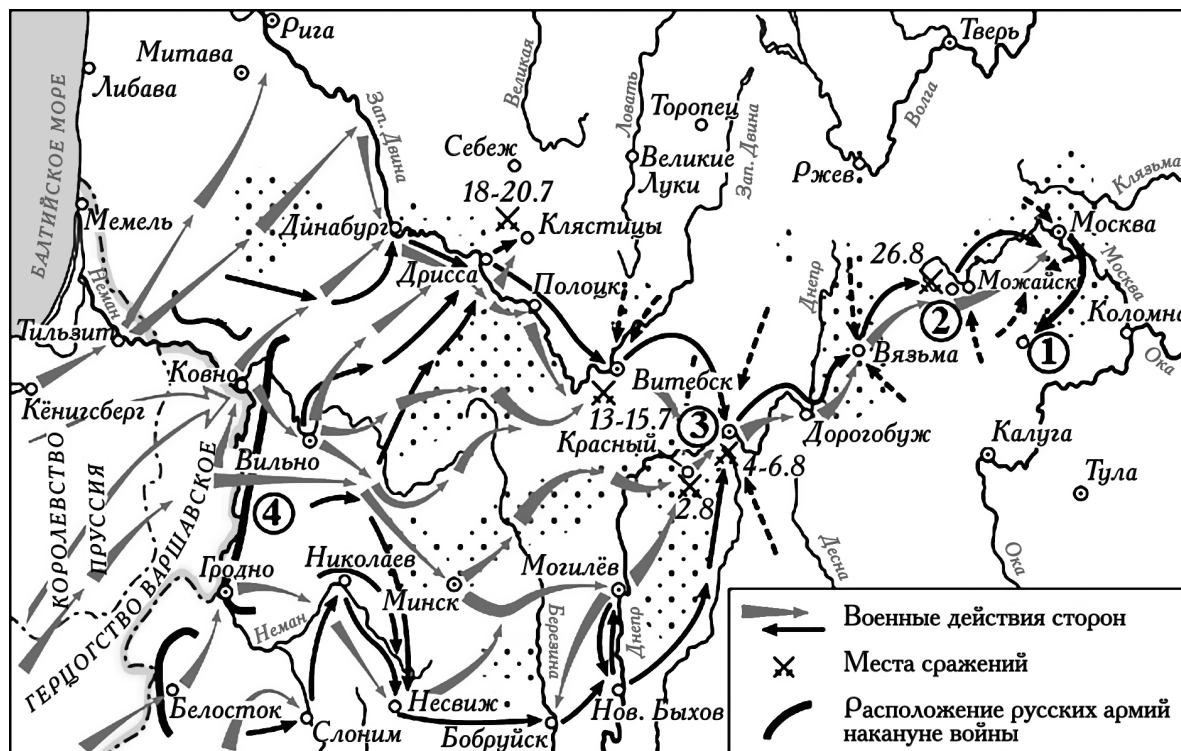 Рига
Тверь
Митава
Либава
Великая
Ловать
Торопец
Зап. Двина
Волга
БАЛТИЙСКОЕ МОРЕ
Зап. Двина
Себеж
Великие
Луки
Ржев
Клязьма
18-20.7
Мемель
Динабург
Клястицы
Москва
Неман
Дрисса
Полоцк
Днепр
26.8
Можайск
Москва
Тильзит
2
Коломна
1
Ковно
Витебск
Вязьма
Ока
Кёнигсберг
13-15.7
3
Красный
Дорогобуж
Вильно
4-6.8
Калуга
КОРОЛЕВСТВО
ПРУССИЯ
ГЕРЦОГСТВО ВАРШАВСКОЕ
4
2.8
Тула
Николаев
Гродно
Минск
Могилёв
Десна
Ока
Неман
Березина
Днепр
Белосток
Слоним
Несвиж
Бобруйск
Нов. Быхов
Военные действия сторон
Места сражений
Расположение русских армий
накануне войны